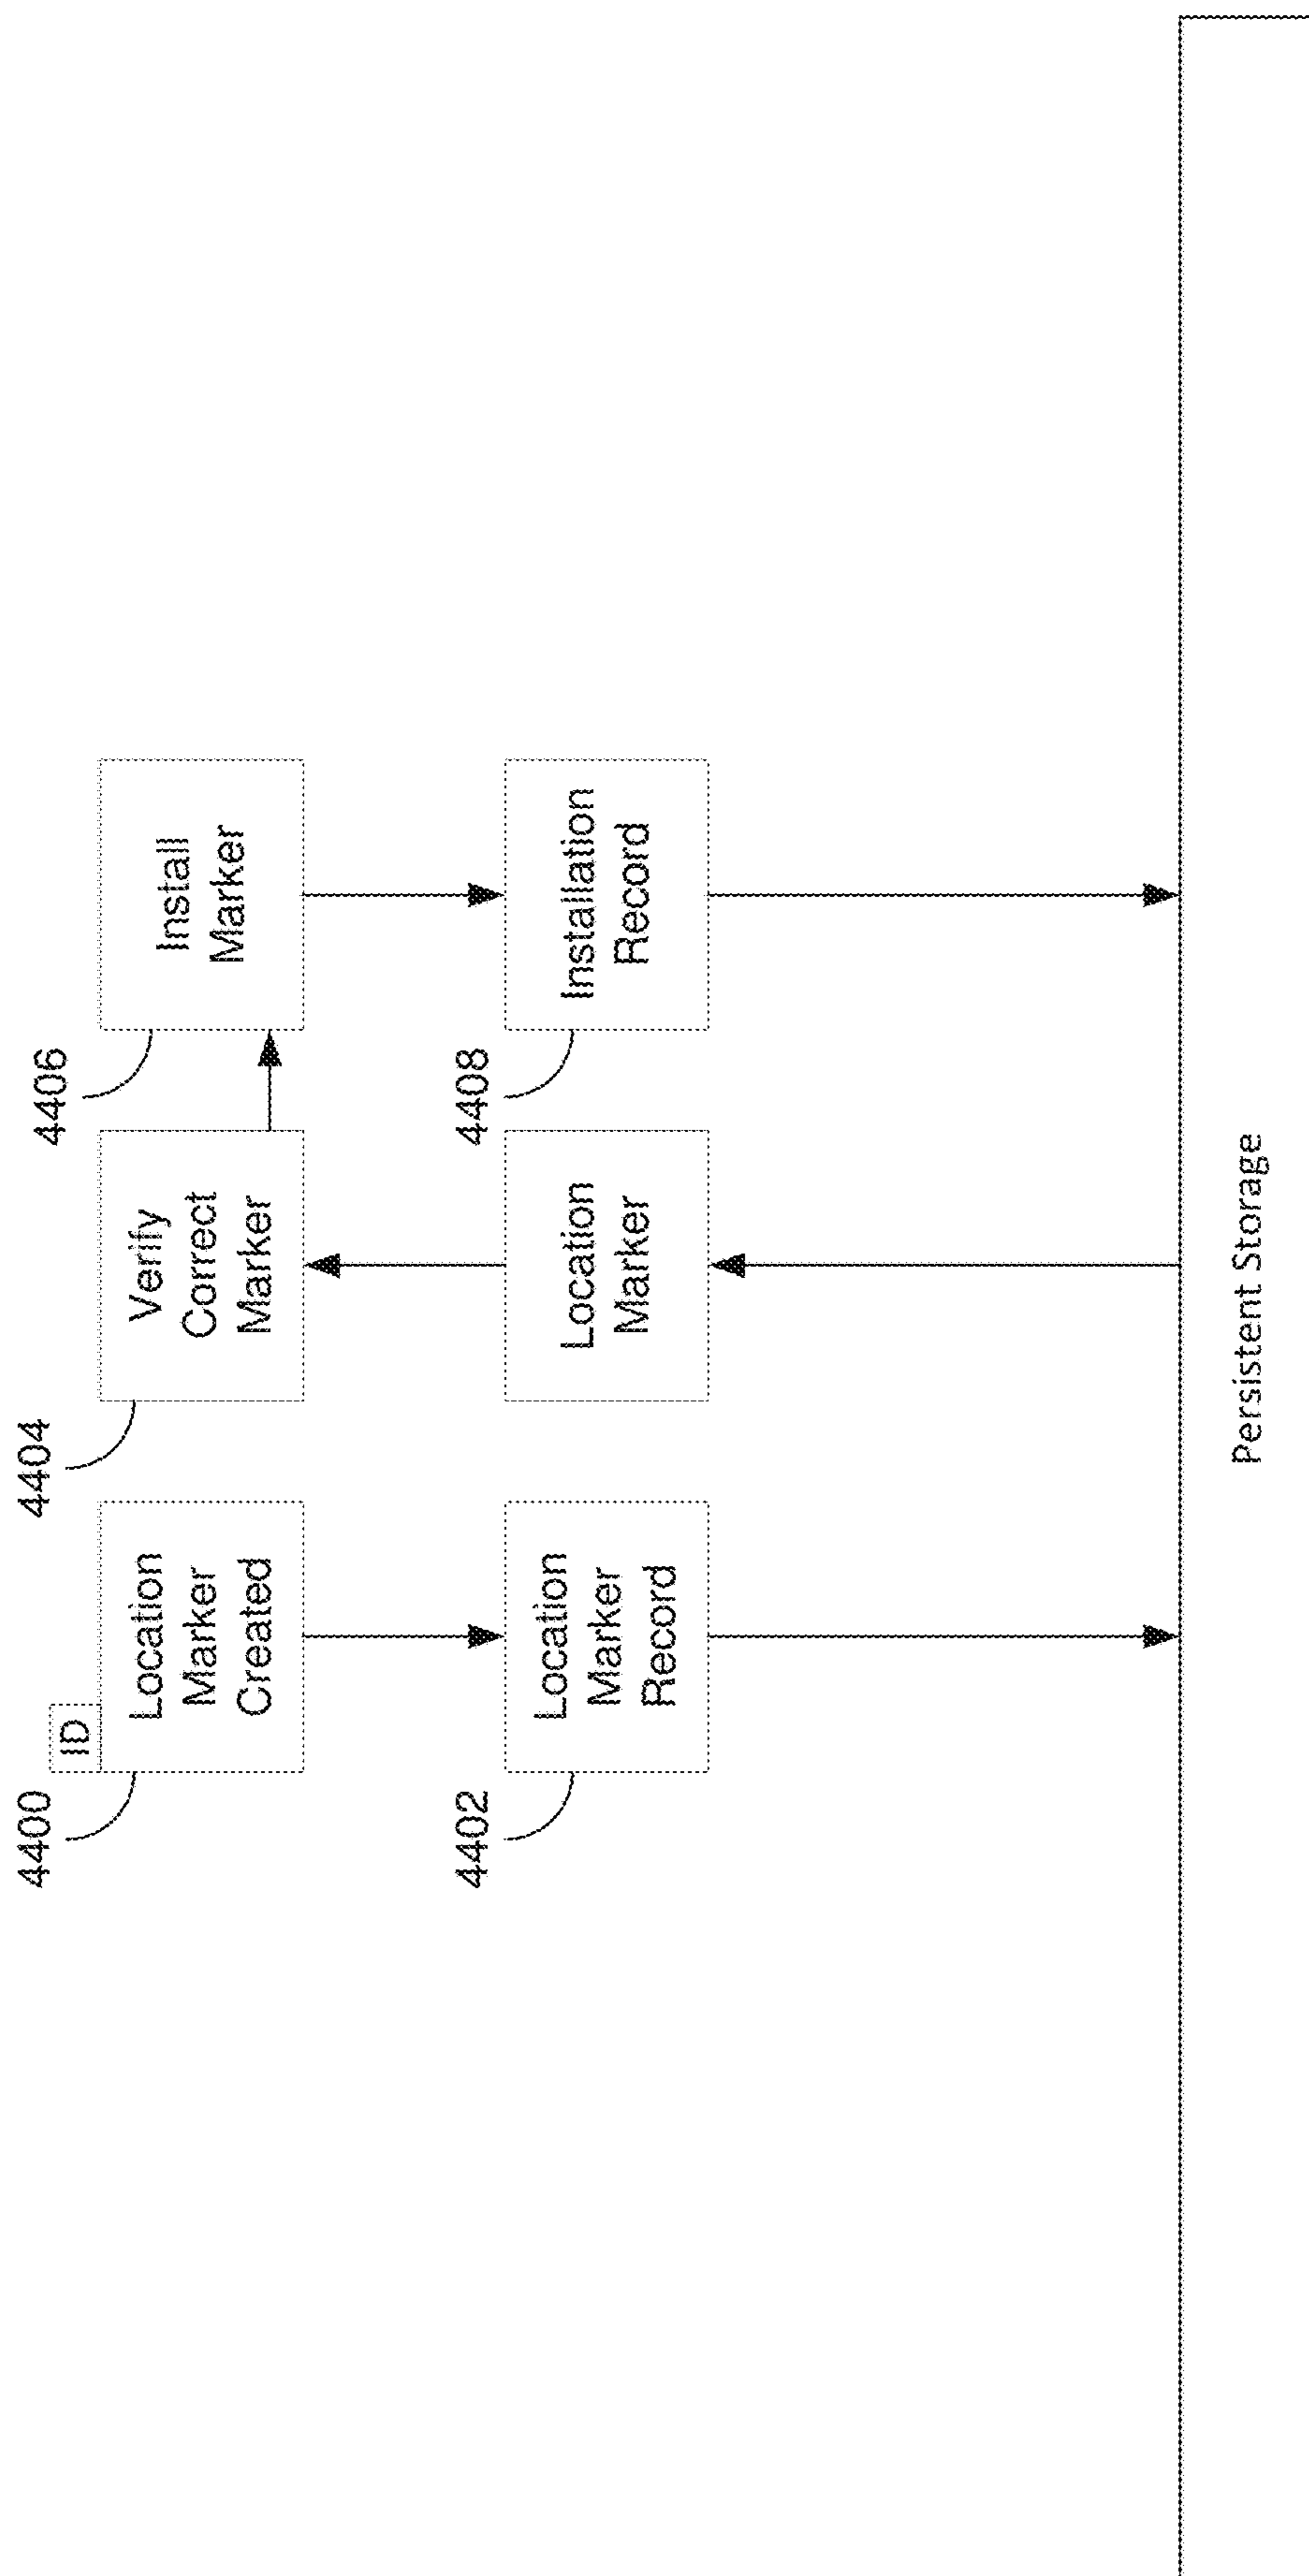 4400
ID
Location
Marker
Created
4404
Verify
Correct
Marker
4406
Install
Marker
4402
Location
Marker
Record
Location
Marker
4408
Installation
Record
Persistent Storage